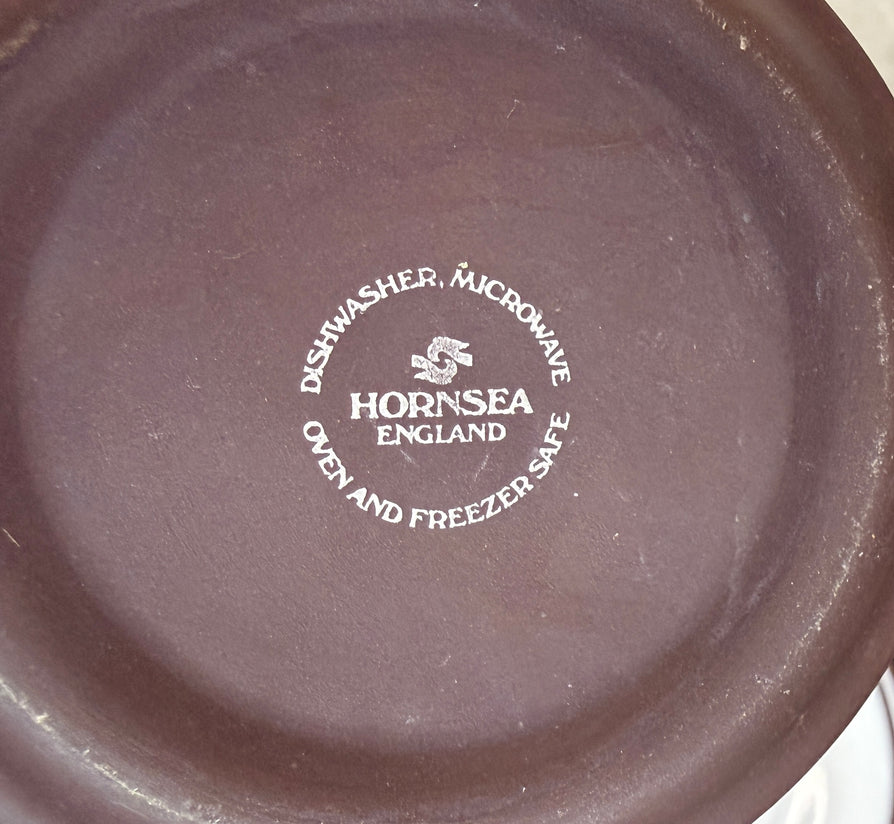 DISHWASHER, MICROWAVE
HORNSEA
ENGLAND
OVEN AND FREEZER SAFE